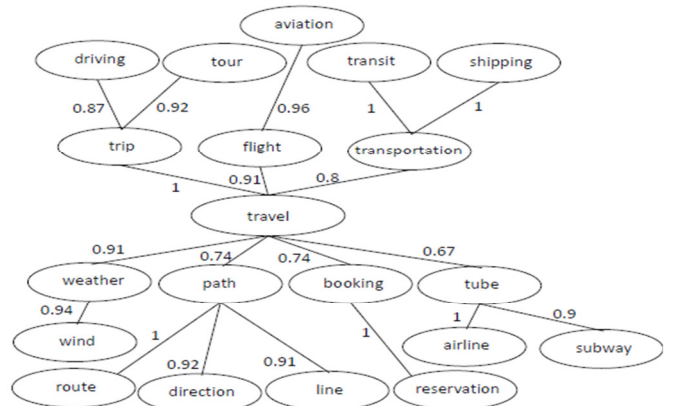 aviation
driving
tour
transit
shipping
0.87
0.92
0.96
1
1
trip
flight
transportation
1
0.91
0.8
travel
0.91
0.74
0.74
0.67
weather
path
booking
tube
0.94
1
0.92
0.91
1
1
0.9
wind
airline
subway
route
direction
line
reservation